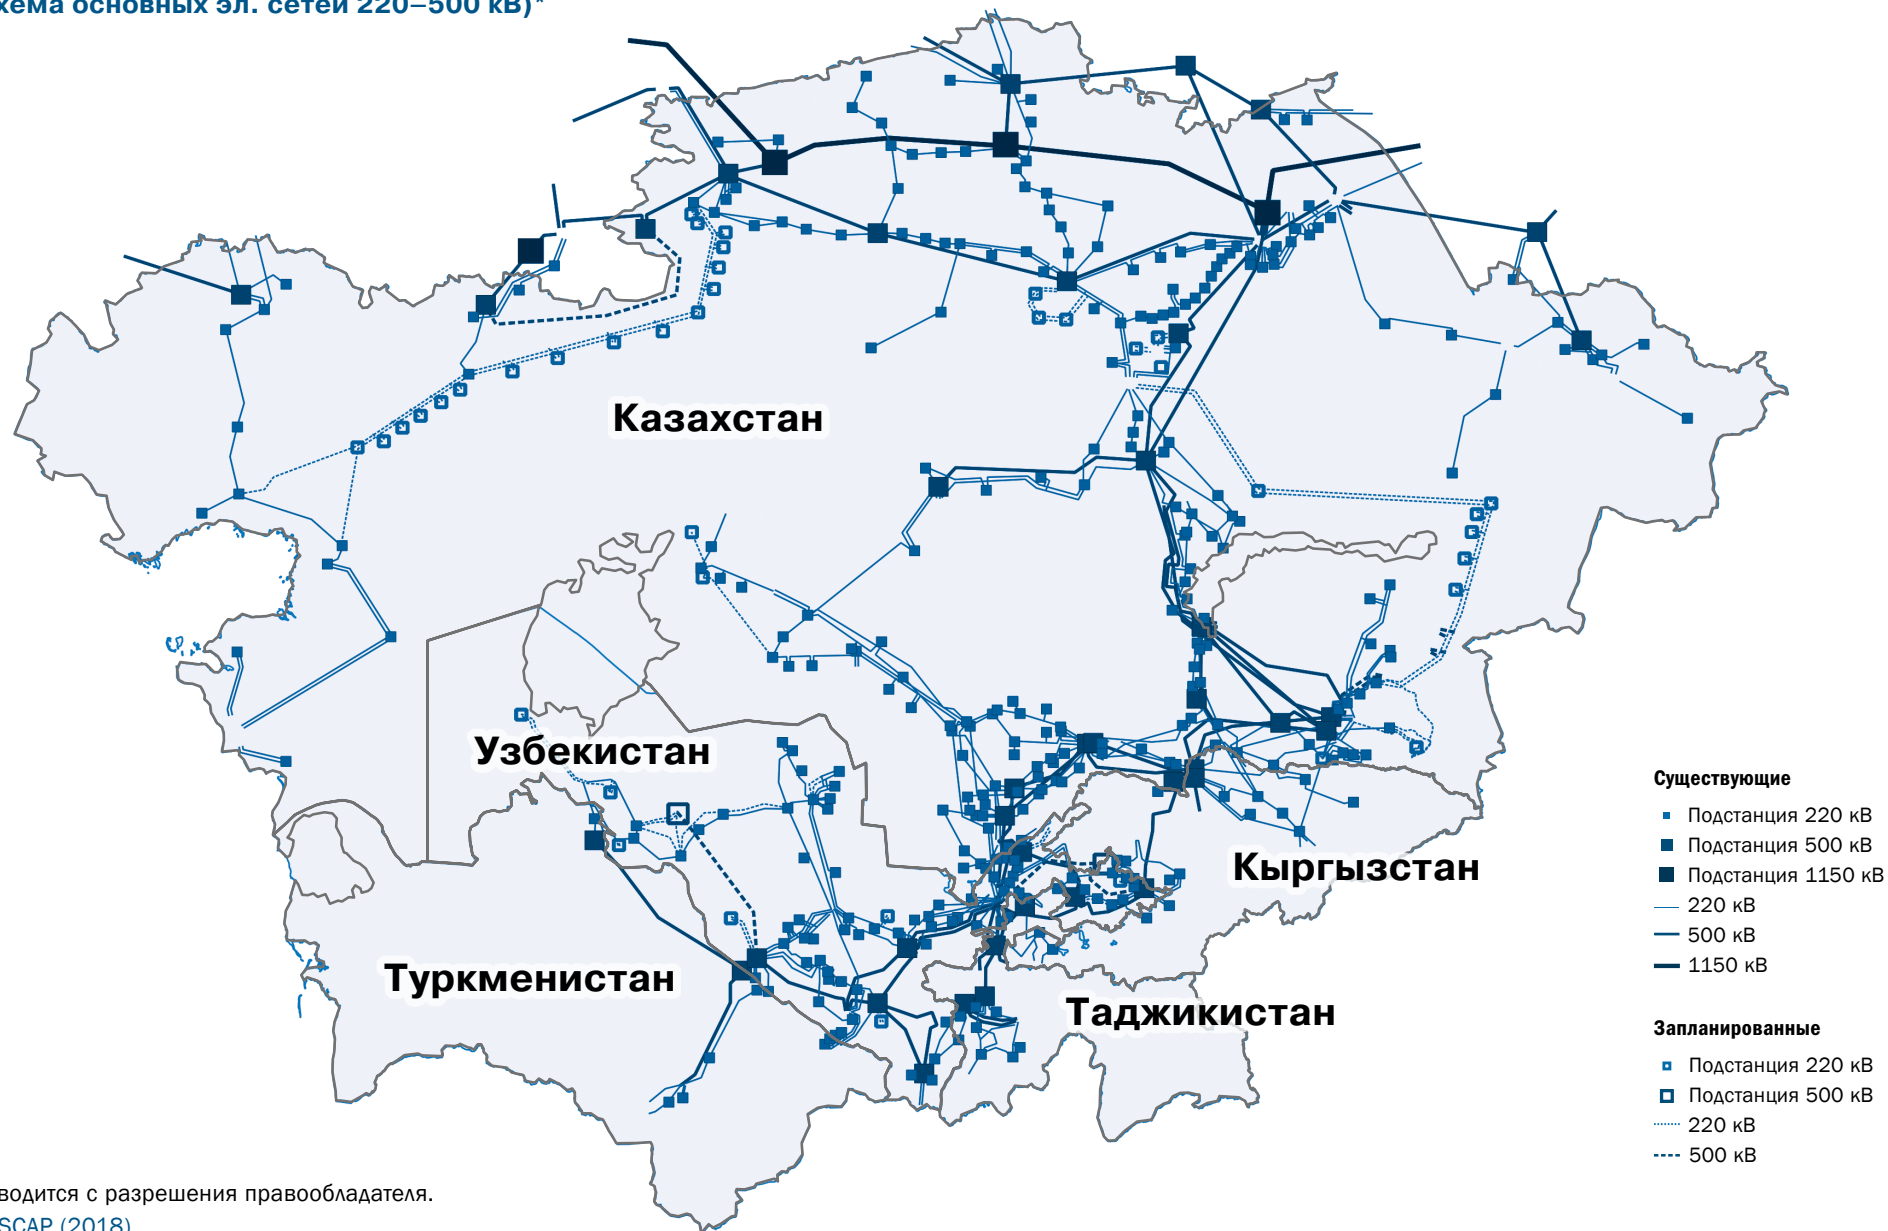 хема основных эл. сетей 220–500 кВ)*
Казахстан
Узбекистан
Кыргызстан
Туркменистан
Таджикистан
Существующие
Подстанция 220 кВ
Подстанция 500 кВ
Подстанция 1150 кВ
220 кВ
500 кВ
1150 кВ
Запланированные
Подстанция 220 кВ
Подстанция 500 кВ
220 кВ
500 кВ
водится с разрешения правообладателя.
SCAP (2018)